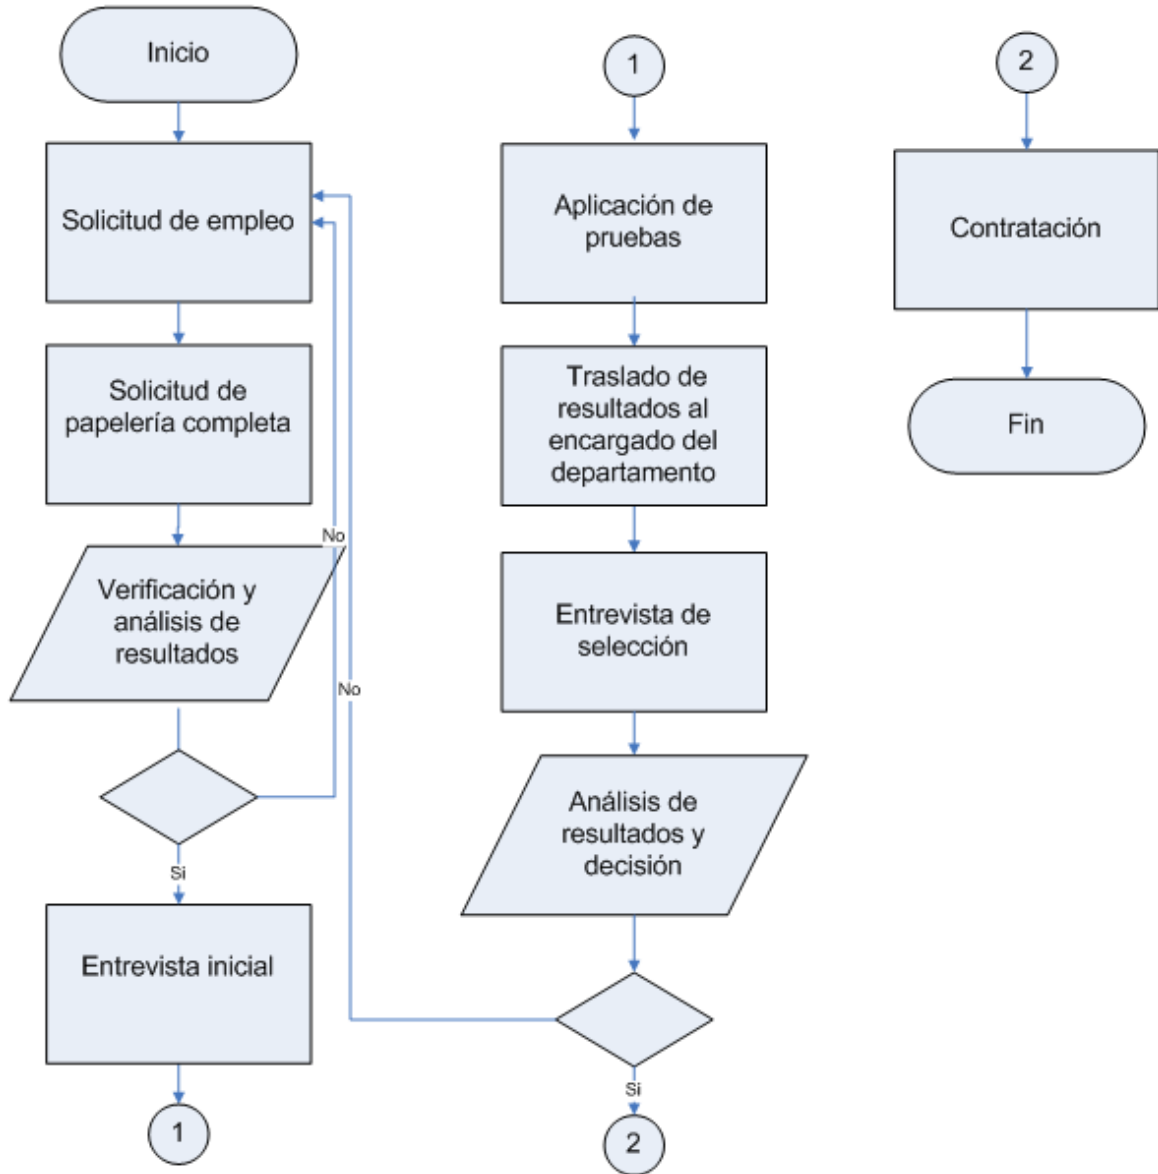 Inicio
Solicitud de empleo
Solicitud de
papelería completa
Verificación y
análisis de
resultados
No
No
Si
Entrevista inicial
1
1
Aplicación de
pruebas
Traslado de
resultados al
encargado del
departamento
Entrevista de
selección
Análisis de
resultados y
decisión
Si
2
2
Contratación
Fin